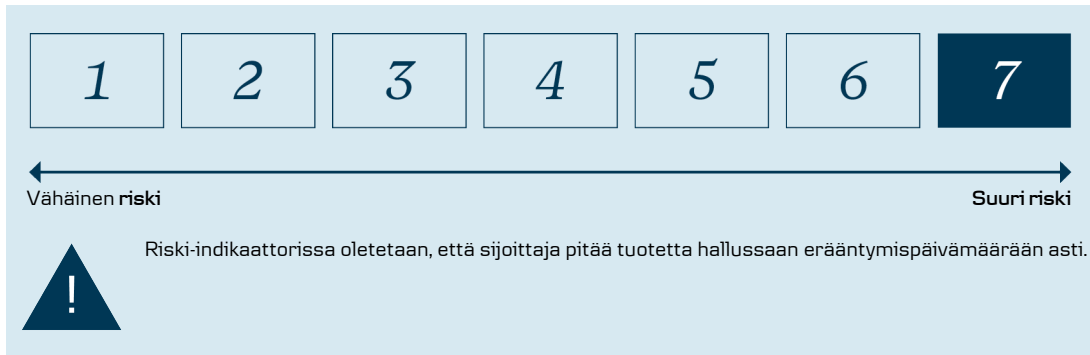 1 2 3 4 5 6 7
Vähäinen riski Suuri riski
Riski-indikaattorissa oletetaan, että sijoittaja pitää tuotetta hallussaan erääntymispäivämäärään asti.
!